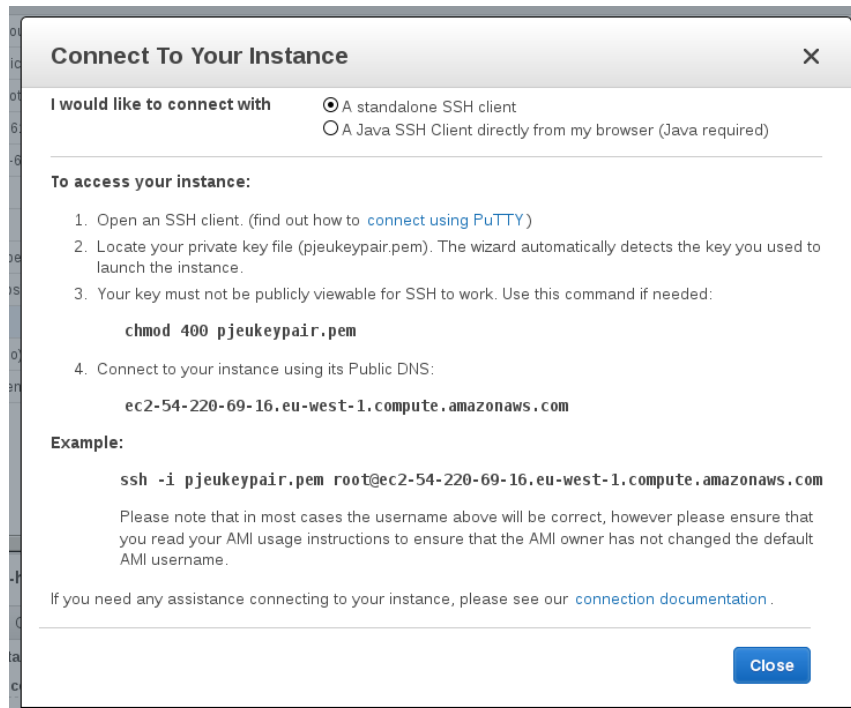 Connect To Your Instance
I would like to connect with
A standalone SSH client
A Java SSH Client directly from my browser (Java required)
To access your instance:
1. Open an SSH client. (find out how to connect using PuTTY)
2. Locate your private key file (pjeukeypair.pem). The wizard automatically detects the key you used to
launch the instance.
3. Your key must not be publicly viewable for SSH to work. Use this command if needed:
chmod 400 pjeukeypair.pem
4. Connect to your instance using its Public DNS:
ec2-54-220-69-16.eu-west-1.compute.amazonaws.com
Example:
ssh -i pjeukeypair.pem root@ec2-54-220-69-16.eu-west-1.compute.amazonaws.com
Please note that in most cases the username above will be correct, however please ensure that
you read your AMI usage instructions to ensure that the AMI owner has not changed the default
AMI username.
If you need any assistance connecting to your instance, please see our connection documentation.
Close